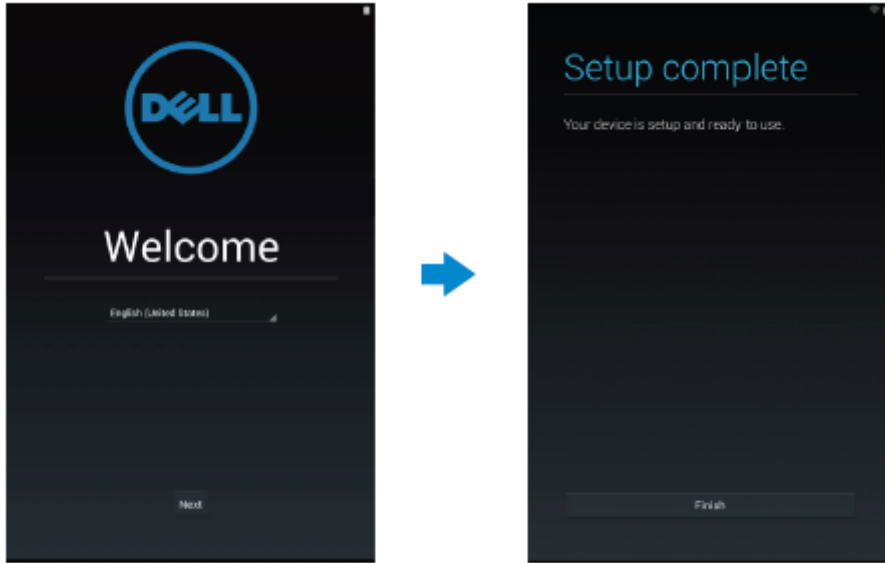 DELL
Welcome
English (United States)
Next
Setup complete
Your device is setup and ready to use.
Finish